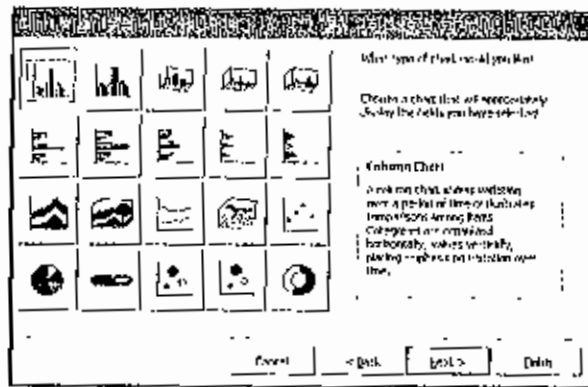 What type of chart would you like?
Choose a chart that will appropriately
display the table you have selected.
Column Chart
A column chart shows variation
over a period of time or illustrates
comparisons among items.
Categories are organized
horizontally, values vertically,
placing emphasis on variation over
time.
Cancel
< Back
Next >
Finish